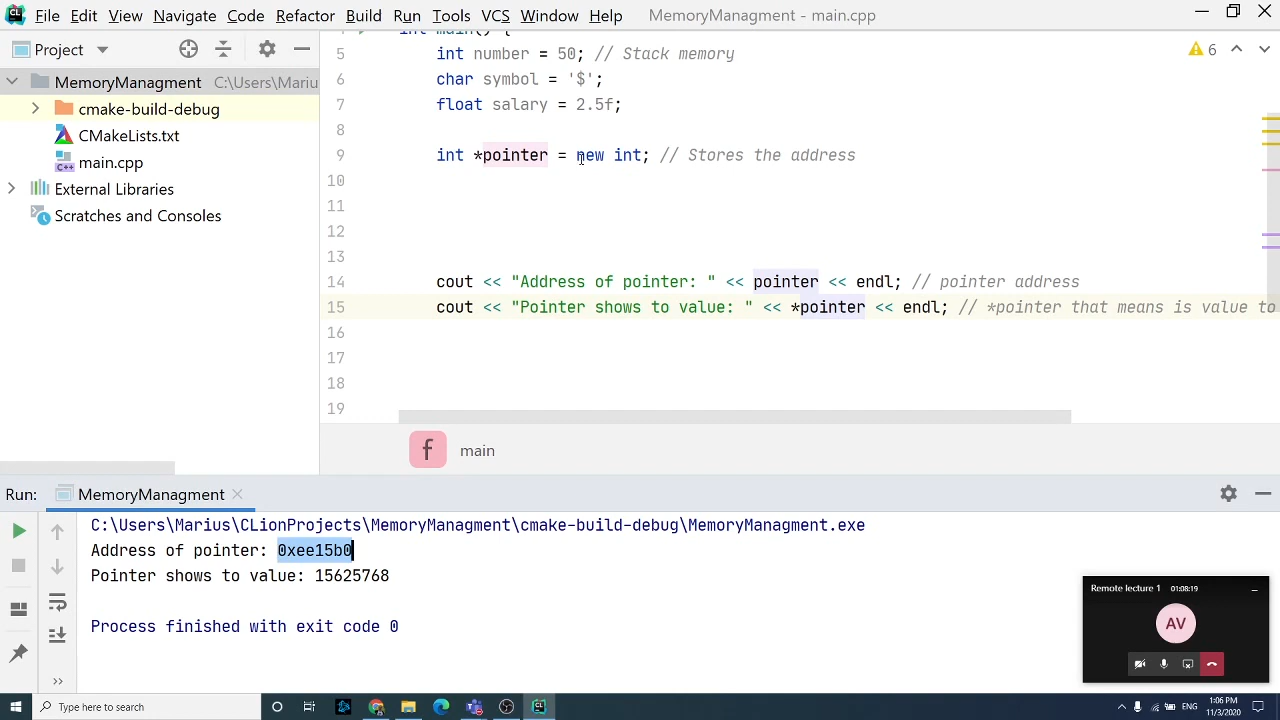 File Edit View Navigate Code Refactor Build Run Tools VCS Window Help MemoryManagment - main.cpp
Project
MemoryManagment C:\Users\Mariu
cmake-build-debug
CMakeLists.txt
main.cpp
External Libraries
Scratches and Consoles
6
5 int number = 50; // Stack memory
6 char symbol = '$';
7 float salary = 2.5f;
8
9 int *pointer = new int; // Stores the address
10
11
12
13
14 cout << "Address of pointer: " << pointer << endl; // pointer address
15 cout << "Pointer shows to value: " << *pointer << endl; // *pointer that means is value to
16
17
18
19
f main
Run: MemoryManagment
C:\Users\Marius\CLionProjects\MemoryManagment\cmake-build-debug\MemoryManagment.exe
Address of pointer: 0xee15b0
Pointer shows to value: 15625768
Process finished with exit code 0
Remote lecture 1 01:08:19
AV
Type here to search
1:06 PM
11/3/2020